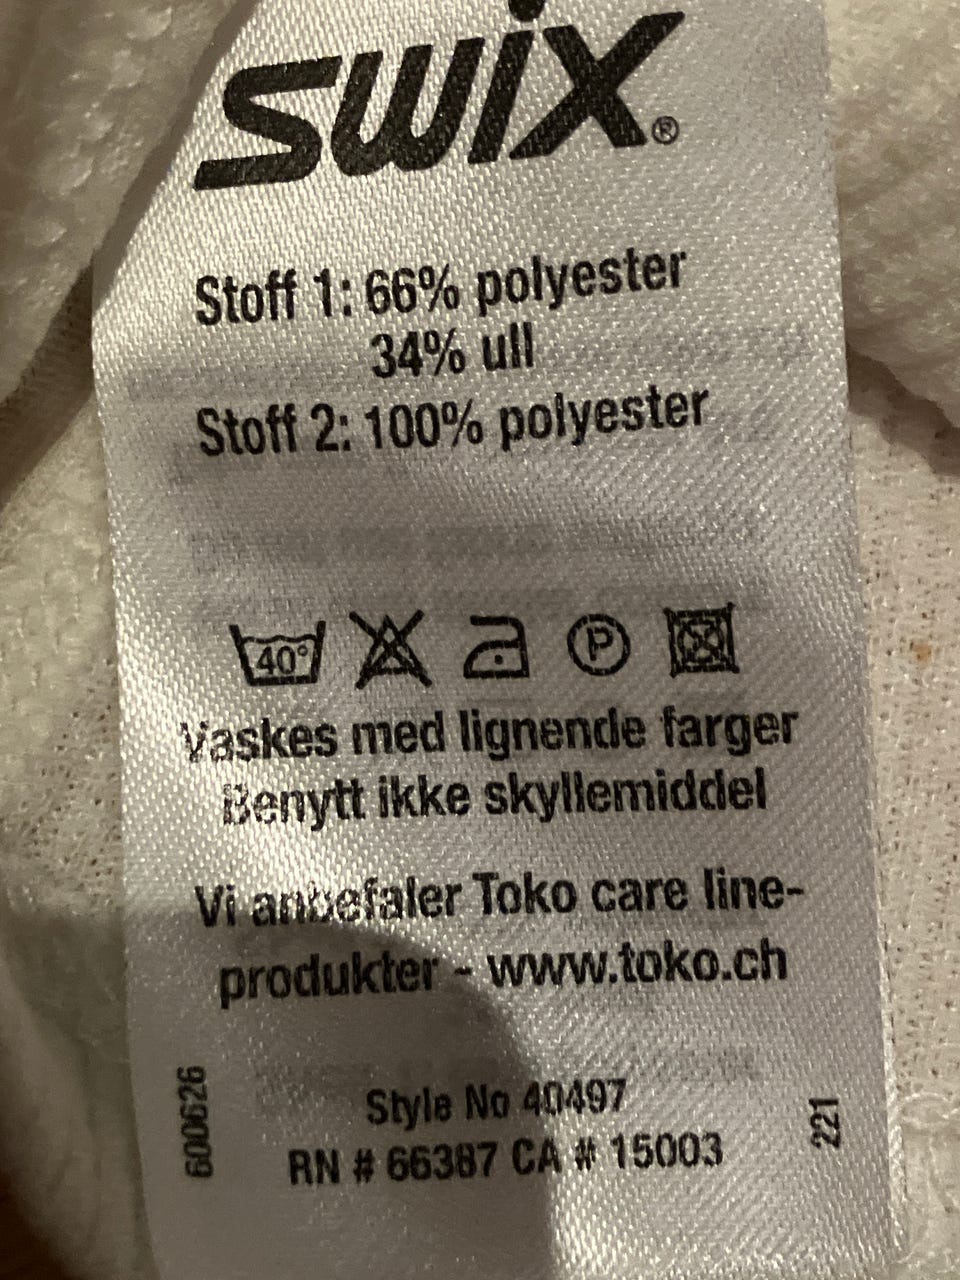 swix®
Stoff 1: 66% polyester
34% ull
Stoff 2: 100% polyester
40°
P
Vaskes med lignende farger
Benytt ikke skyllemiddel
Vi anbefaler Toko care line-
produkter - www.toko.ch
600626
Style No 40497
RN # 66387 CA # 15003
221